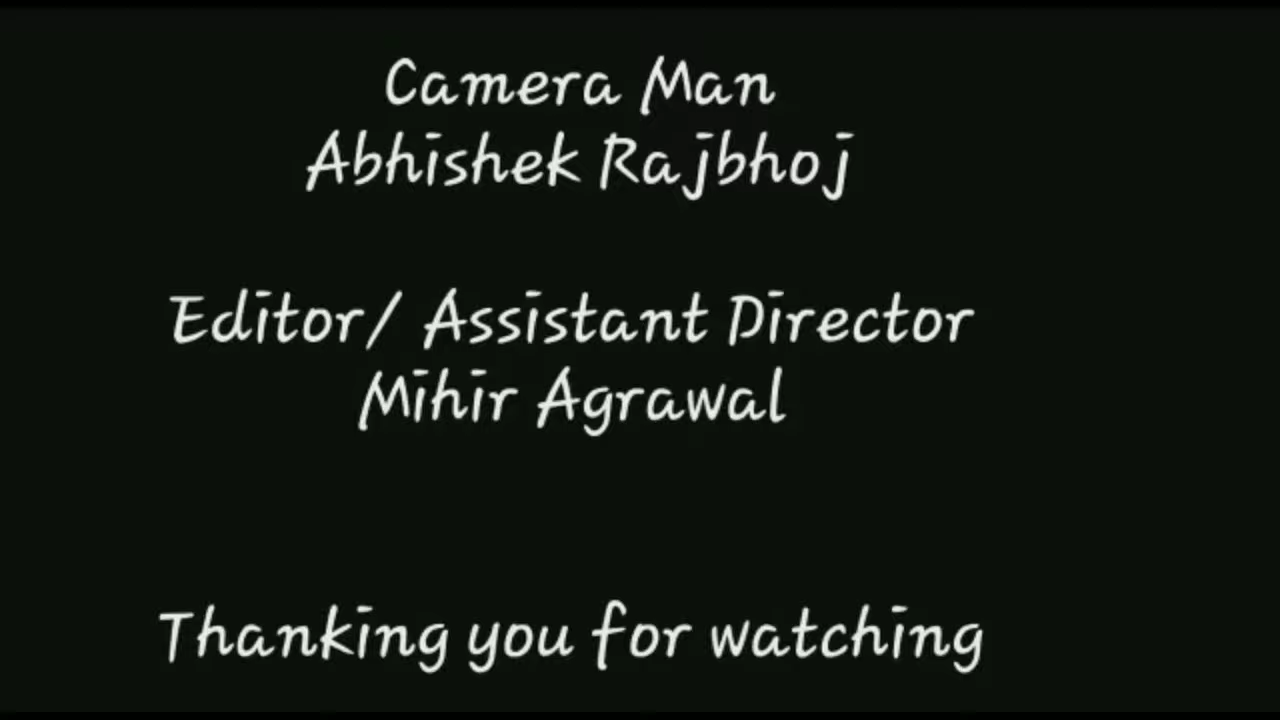 Camera Man
Abhishek Rajbhoj
Editor/ Assistant Director
Mihir Agrawal
Thanking you for watching